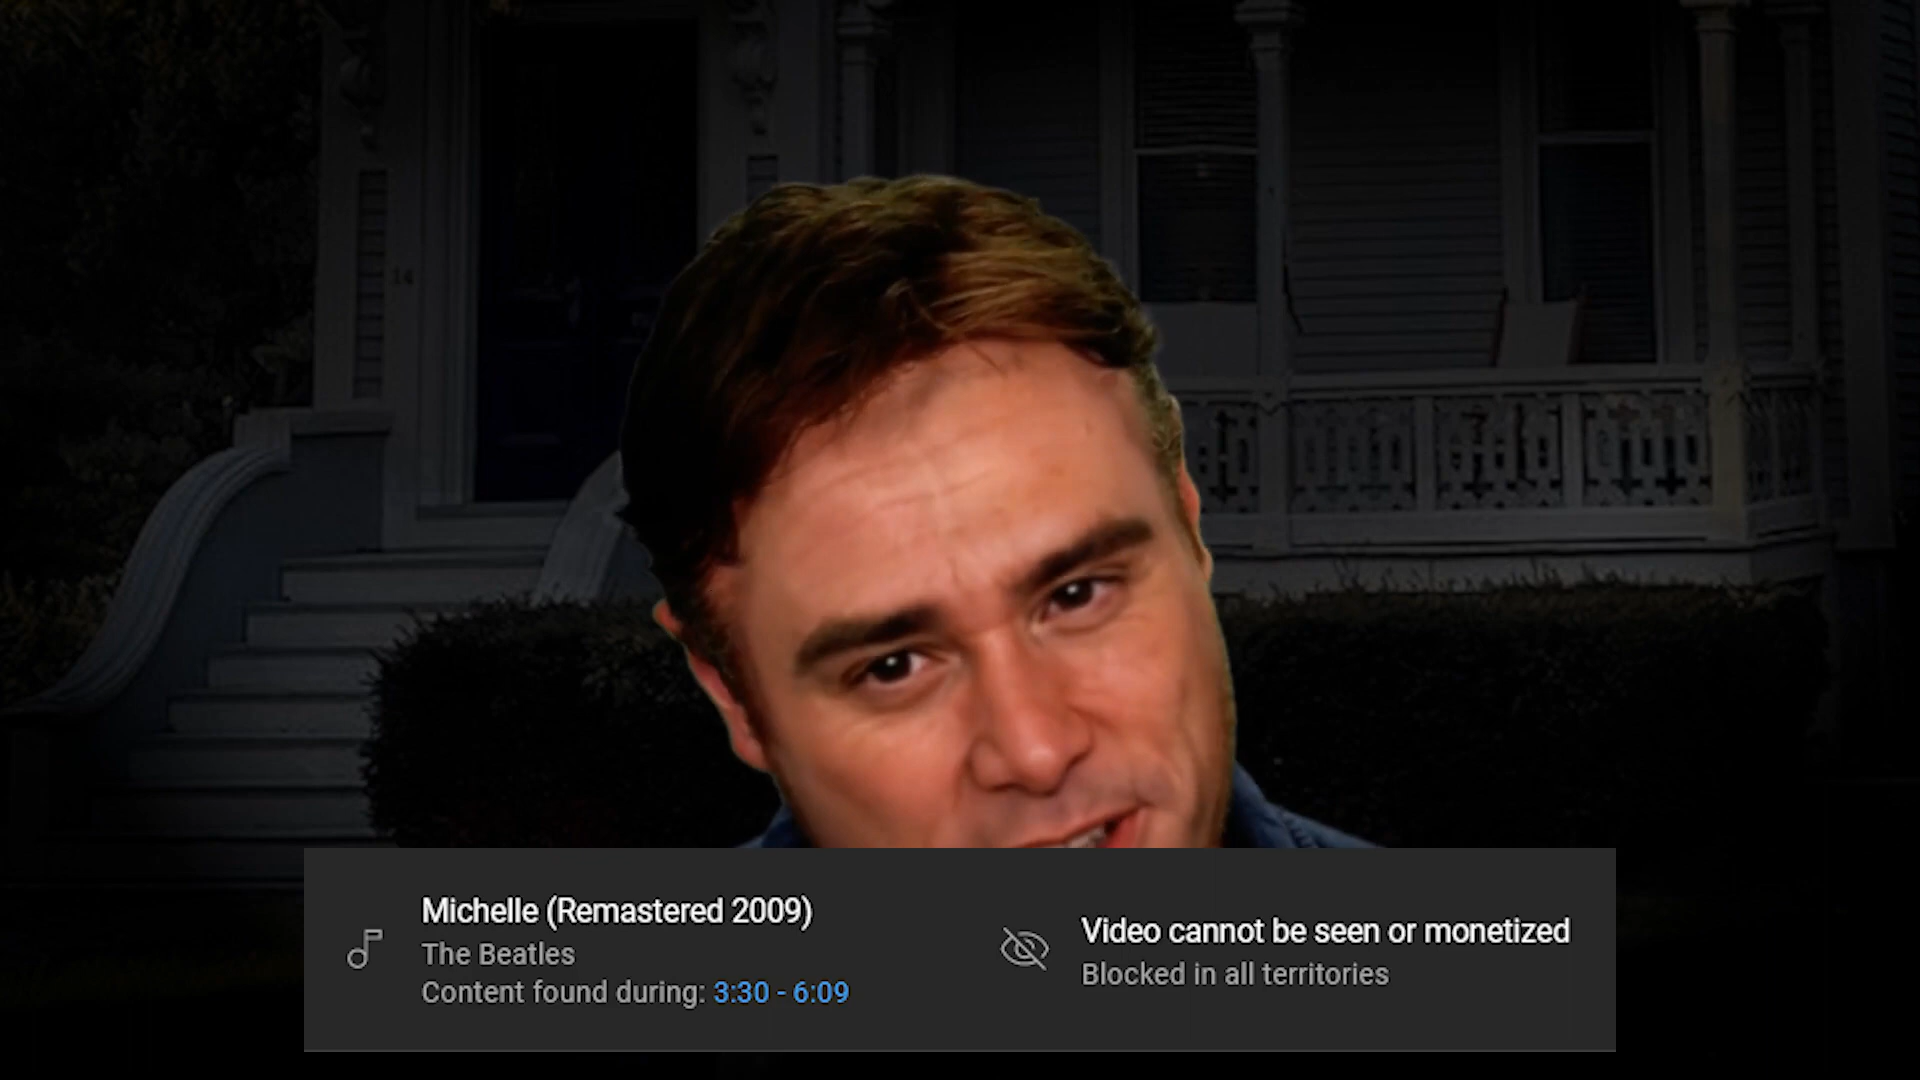 14
Michelle (Remastered 2009)
The Beatles
Content found during: 3:30 - 6:09
Video cannot be seen or monetized
Blocked in all territories